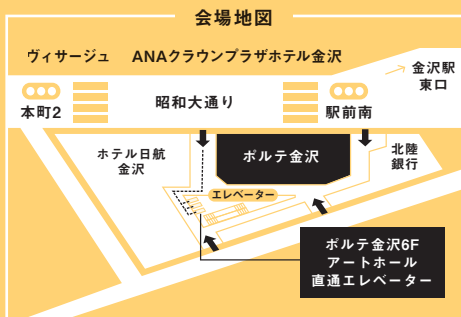 会場地図
ヴィサージュ
ANAクラウンプラザホテル金沢
金沢駅
東口
本町2
昭和大通り
駅前南
ホテル日航
金沢
ポルテ金沢
北陸
銀行
エレベーター
ポルテ金沢6F
アートホール
直通エレベーター